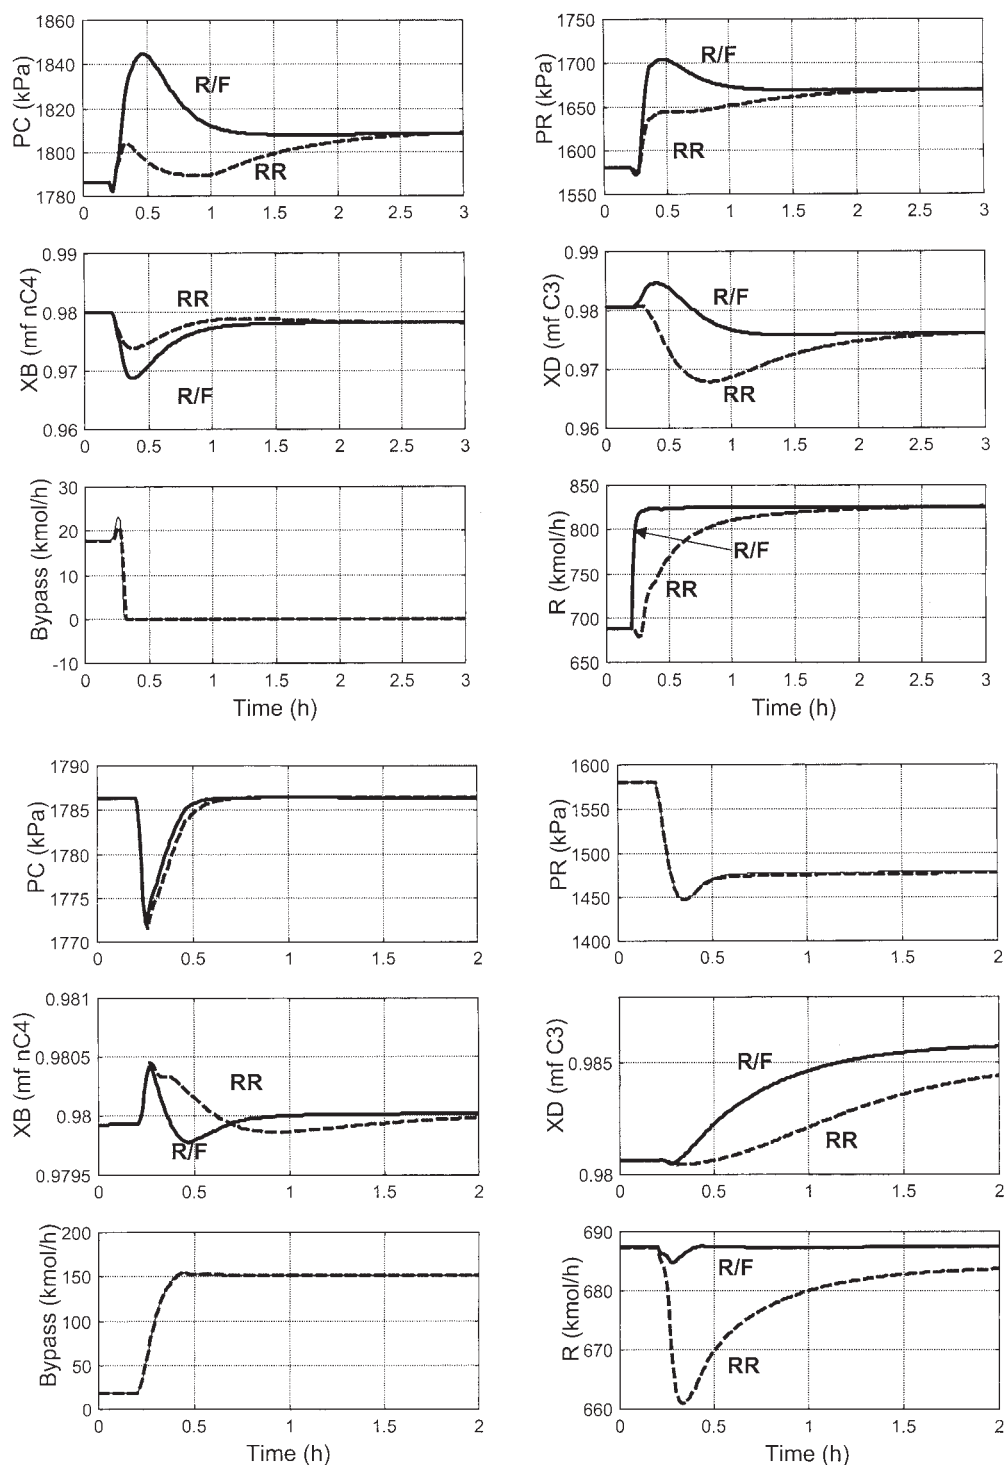 1860
1840
1820
1800
1780
PC (kPa)
R/F
RR
0 0.5 1 1.5 2 2.5 3
1750
1700
1650
1600
1550
PR (kPa)
R/F
RR
0 0.5 1 1.5 2 2.5 3
0.99
0.98
0.97
0.96
XB (mf nC4)
RR
R/F
0 0.5 1 1.5 2 2.5 3
0.99
0.98
0.97
0.96
XD (mf C3)
R/F
RR
0 0.5 1 1.5 2 2.5 3
30
20
10
0
-10
Bypass (kmol/h)
0 0.5 1 1.5 2 2.5 3
Time (h)
850
800
750
700
650
R (kmol/h)
R/F
RR
0 0.5 1 1.5 2 2.5 3
Time (h)
1790
1785
1780
1775
1770
PC (kPa)
0 0.5 1 1.5 2
1600
1550
1500
1450
1400
PR (kPa)
0 0.5 1 1.5 2
0.981
0.9805
0.98
0.9795
XB (mf nC4)
RR
R/F
0 0.5 1 1.5 2
0.985
0.98
XD (mf C3)
R/F
RR
0 0.5 1 1.5 2
200
150
100
50
0
Bypass (kmol/h)
0 0.5 1 1.5 2
Time (h)
690
680
670
660
R (kmol/h)
R/F
RR
0 0.5 1 1.5 2
Time (h)